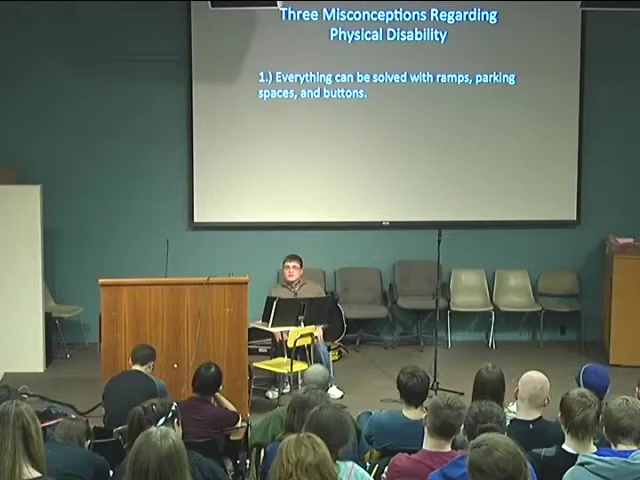 Three Misconceptions Regarding
Physical Disability
1.) Everything can be solved with ramps, parking
spaces, and buttons.